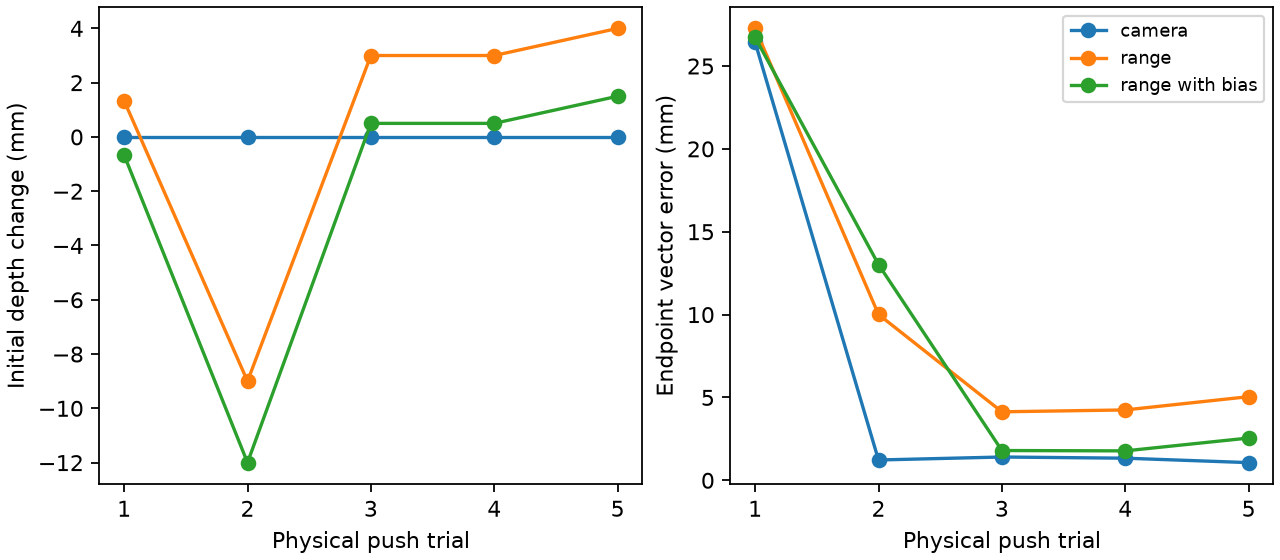 Initial depth change (mm)
4
2
0
−2
−4
−6
−8
−10
−12
1 2 3 4 5
Physical push trial
Endpoint vector error (mm)
25
20
15
10
5
0
1 2 3 4 5
Physical push trial
camera
range
range with bias